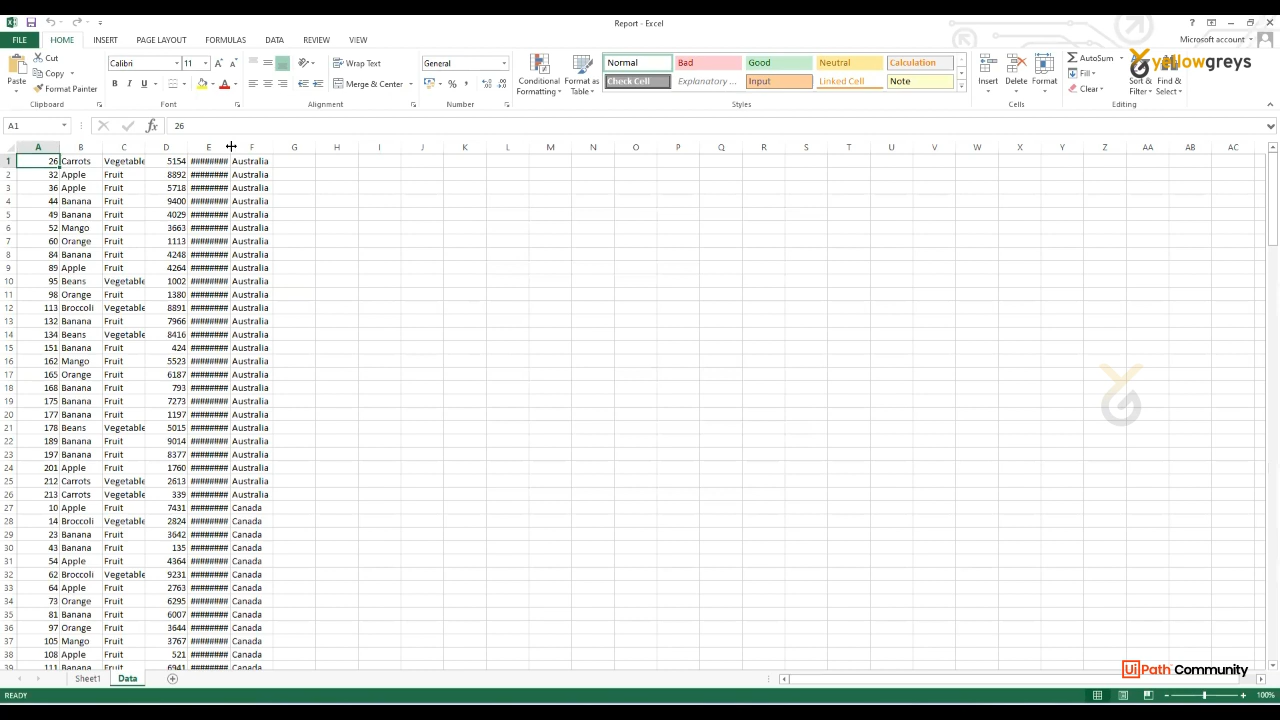 Report - Excel
Microsoft account
FILE HOME INSERT PAGE LAYOUT FORMULAS DATA REVIEW VIEW
Cut
Copy
Format Painter
Paste
Clipboard
Calibri 11
B I U
Font
Wrap Text
Merge & Center
Alignment
General
Number
Conditional Formatting
Format as Table
Normal Bad Good Neutral Calculation
Check Cell Explanatory ... Input Linked Cell Note
Styles
Insert Delete Format
Cells
AutoSum
Fill
Clear
Sort & Filter
Find & Select
Editing
yellowgreys
A1 26
A B C D E F G H I J K L M N O P Q R S T U V W X Y Z AA AB AC
1 26 Carrots Vegetable 5154 ######## Australia
2 32 Apple Fruit 8892 ######## Australia
3 36 Apple Fruit 5718 ######## Australia
4 44 Banana Fruit 9400 ######## Australia
5 49 Banana Fruit 4029 ######## Australia
6 52 Mango Fruit 3663 ######## Australia
7 60 Orange Fruit 1113 ######## Australia
8 84 Banana Fruit 4248 ######## Australia
9 89 Apple Fruit 4264 ######## Australia
10 95 Beans Vegetable 1002 ######## Australia
11 98 Orange Fruit 1380 ######## Australia
12 113 Broccoli Vegetable 8891 ######## Australia
13 132 Banana Fruit 7966 ######## Australia
14 134 Beans Vegetable 8416 ######## Australia
15 151 Banana Fruit 424 ######## Australia
16 162 Mango Fruit 5523 ######## Australia
17 165 Orange Fruit 6187 ######## Australia
18 168 Banana Fruit 793 ######## Australia
19 175 Banana Fruit 7273 ######## Australia
20 177 Banana Fruit 1197 ######## Australia
21 178 Beans Vegetable 5015 ######## Australia
22 189 Banana Fruit 9014 ######## Australia
23 197 Banana Fruit 8377 ######## Australia
24 201 Apple Fruit 1760 ######## Australia
25 212 Carrots Vegetable 2613 ######## Australia
26 213 Carrots Vegetable 339 ######## Australia
27 10 Apple Fruit 7431 ######## Canada
28 14 Broccoli Vegetable 2824 ######## Canada
29 23 Banana Fruit 3642 ######## Canada
30 43 Banana Fruit 135 ######## Canada
31 54 Apple Fruit 4364 ######## Canada
32 62 Broccoli Vegetable 9231 ######## Canada
33 64 Apple Fruit 2763 ######## Canada
34 73 Orange Fruit 6295 ######## Canada
35 81 Banana Fruit 6007 ######## Canada
36 97 Orange Fruit 3644 ######## Canada
37 105 Mango Fruit 3767 ######## Canada
38 108 Apple Fruit 521 ######## Canada
39 111 Banana Fruit 6941 ######## Canada
UiPath Community
Sheet1 Data
READY
100%